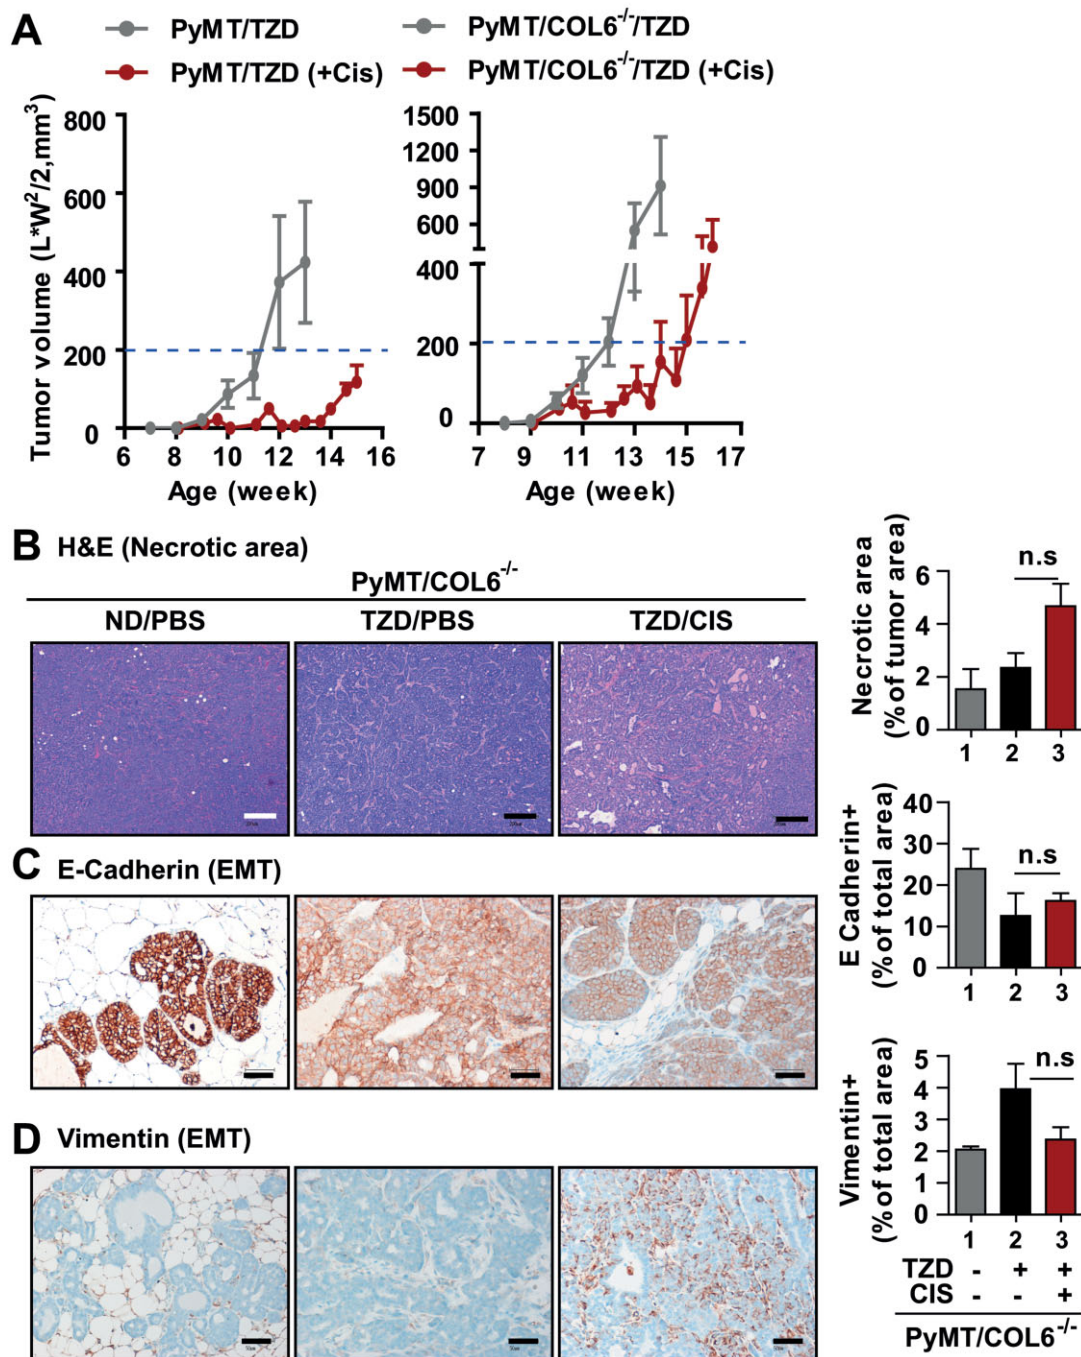 A
PyMT/TZD
PyMT/COL6-/-/TZD
PyMT/TZD (+Cis)
PyMT/COL6-/-/TZD (+Cis)
Tumor volume (L*W²/2,mm³)
800
600
400
200
0
6 8 10 12 14 16
Age (week)
1500
1200
900
600
400
200
0
7 9 11 13 15 17
Age (week)
B H&E (Necrotic area)
PyMT/COL6-/-
ND/PBS TZD/PBS TZD/CIS
Necrotic area
(% of tumor area)
6
4
2
0
n.s
1 2 3
C E-Cadherin (EMT)
E Cadherin+
(% of total area)
40
30
20
10
0
n.s
1 2 3
D Vimentin (EMT)
Vimentin+
(% of total area)
5
4
3
2
1
0
n.s
1 2 3
TZD - + +
CIS - - +
PyMT/COL6-/-